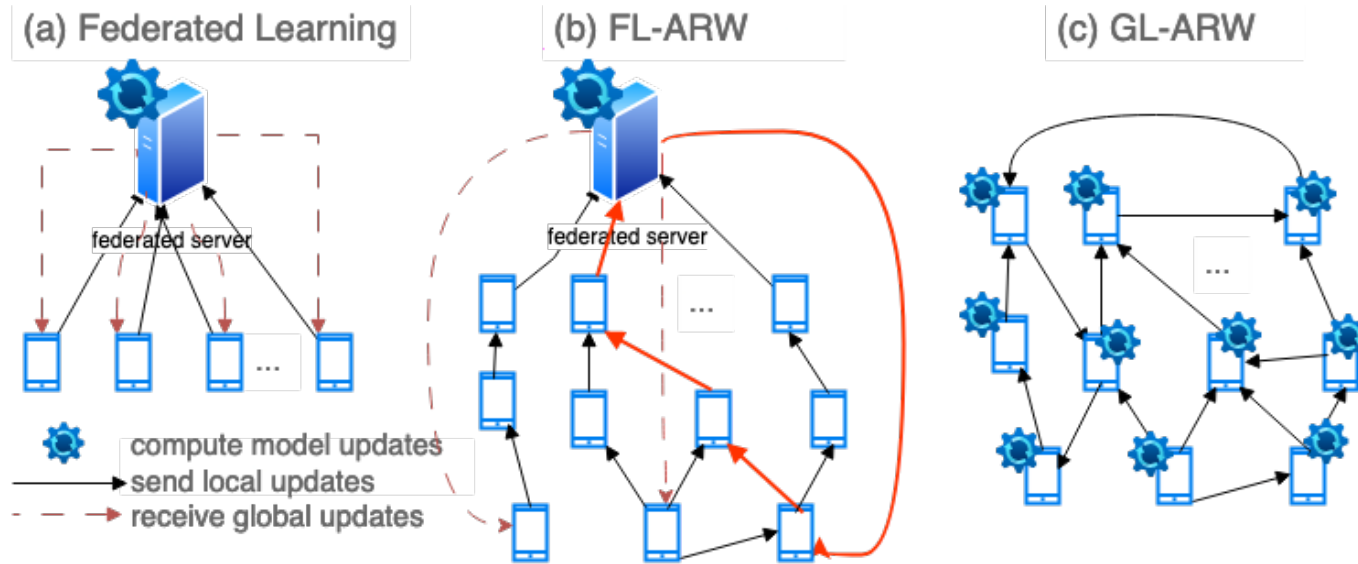 (a) Federated Learning
(b) FL-ARW
(c) GL-ARW
federated server
federated server
...
...
...
compute model updates
send local updates
receive global updates